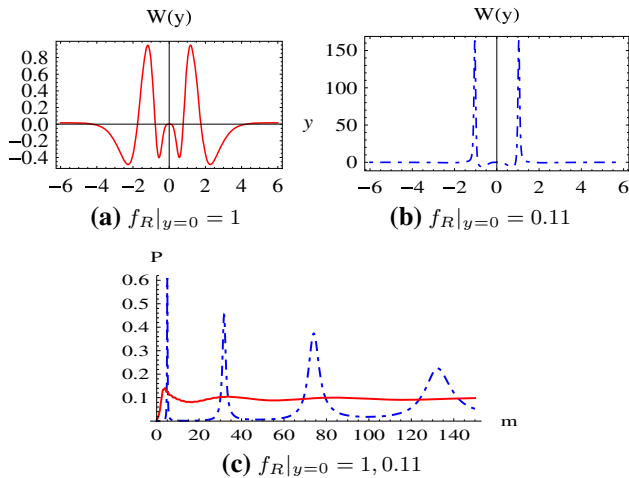 W(y)
0.8
0.6
0.4
0.2
0.0
−0.2
−0.4
−6 −4 −2 0 2 4 6
(a) f_R|_{y=0} = 1
W(y)
150
100
y
50
0
−6 −4 −2 0 2 4 6
(b) f_R|_{y=0} = 0.11
P
0.6
0.5
0.4
0.3
0.2
0.1
0 20 40 60 80 100 120 140
m
(c) f_R|_{y=0} = 1, 0.11